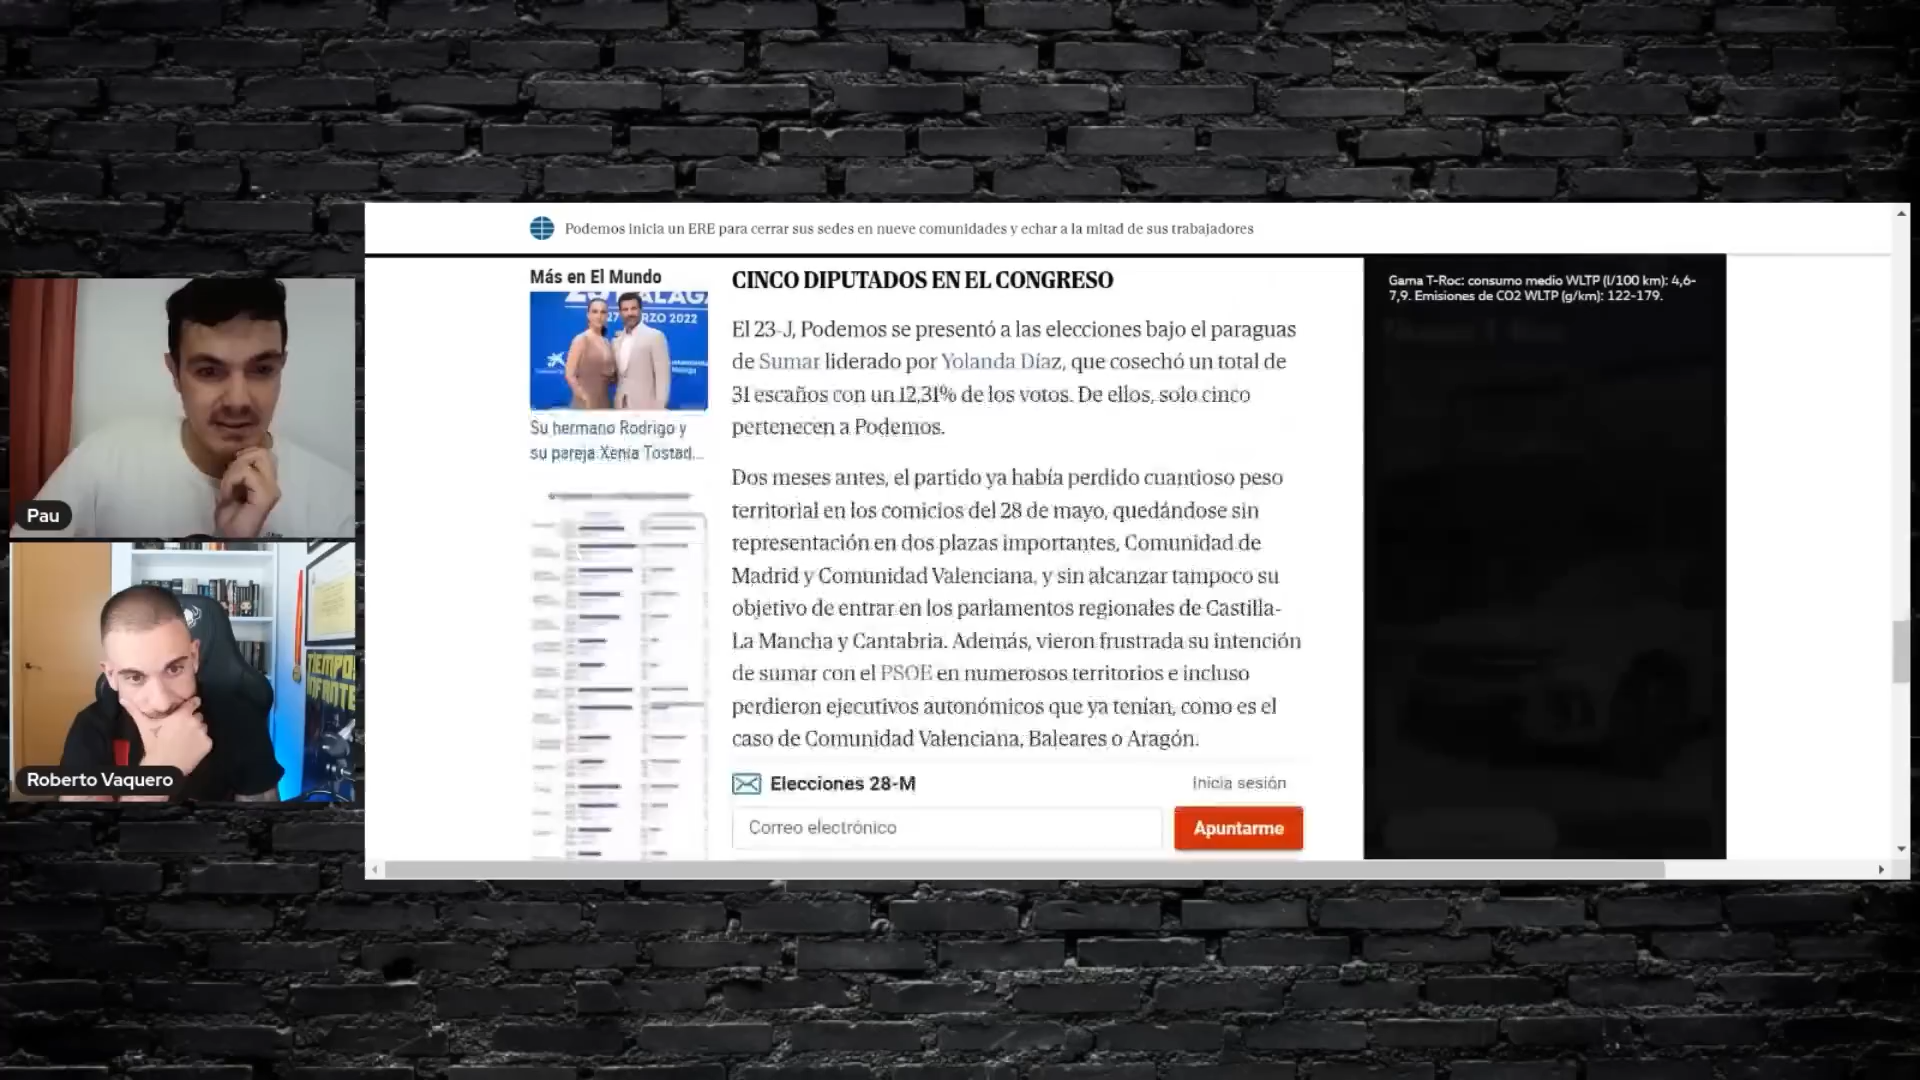 Podemos inicia un ERE para cerrar sus sedes en nueve comunidades y echar a la mitad de sus trabajadores
Más en El Mundo
MÁLAGA
27 MARZO 2022
Su hermano Rodrigo y
su pareja Xenia Tostad...
CINCO DIPUTADOS EN EL CONGRESO
El 23-J, Podemos se presentó a las elecciones bajo el paraguas
de Sumar liderado por Yolanda Díaz, que cosechó un total de
31 escaños con un 12,31% de los votos. De ellos, solo cinco
pertenecen a Podemos.
Dos meses antes, el partido ya había perdido cuantioso peso
territorial en los comicios del 28 de mayo, quedándose sin
representación en dos plazas importantes, Comunidad de
Madrid y Comunidad Valenciana, y sin alcanzar tampoco su
objetivo de entrar en los parlamentos regionales de Castilla-
La Mancha y Cantabria. Además, vieron frustrada su intención
de sumar con el PSOE en numerosos territorios e incluso
perdieron ejecutivos autonómicos que ya tenían, como es el
caso de Comunidad Valenciana, Baleares o Aragón.
Elecciones 28-M
Inicia sesión
Correo electrónico
Apuntarme
Gama T-Roc: consumo medio WLTP (l/100 km): 4,6-
7,9. Emisiones de CO2 WLTP (g/km): 122-179.
Pau
Roberto Vaquero